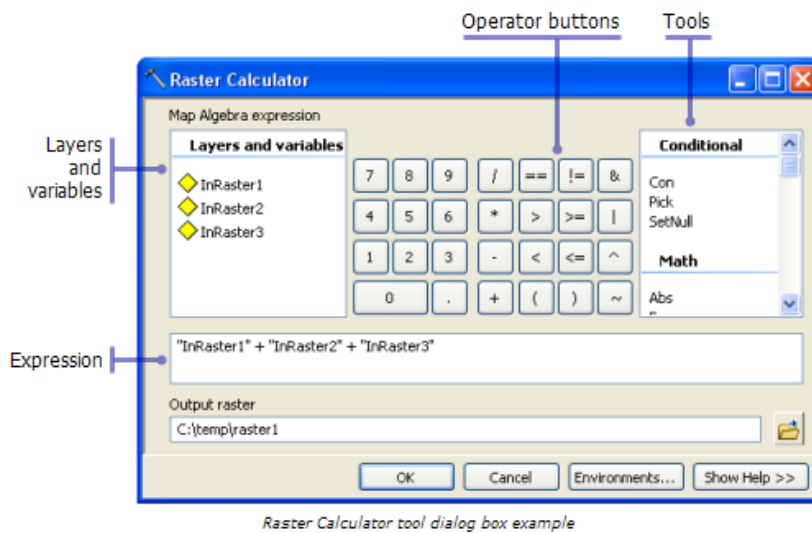 Operator buttons
Tools
Raster Calculator
Map Algebra expression
Layers and variables
Layers and variables
InRaster1
InRaster2
InRaster3
7 8 9 / == != &
4 5 6 * > >= |
1 2 3 - < <= ^
0 . + ( ) ~
Conditional
Con
Pick
SetNull
Math
Abs
Expression
"InRaster1" + "InRaster2" + "InRaster3"
Output raster
C:\temp\raster1
OK
Cancel
Environments...
Show Help >>
Raster Calculator tool dialog box example